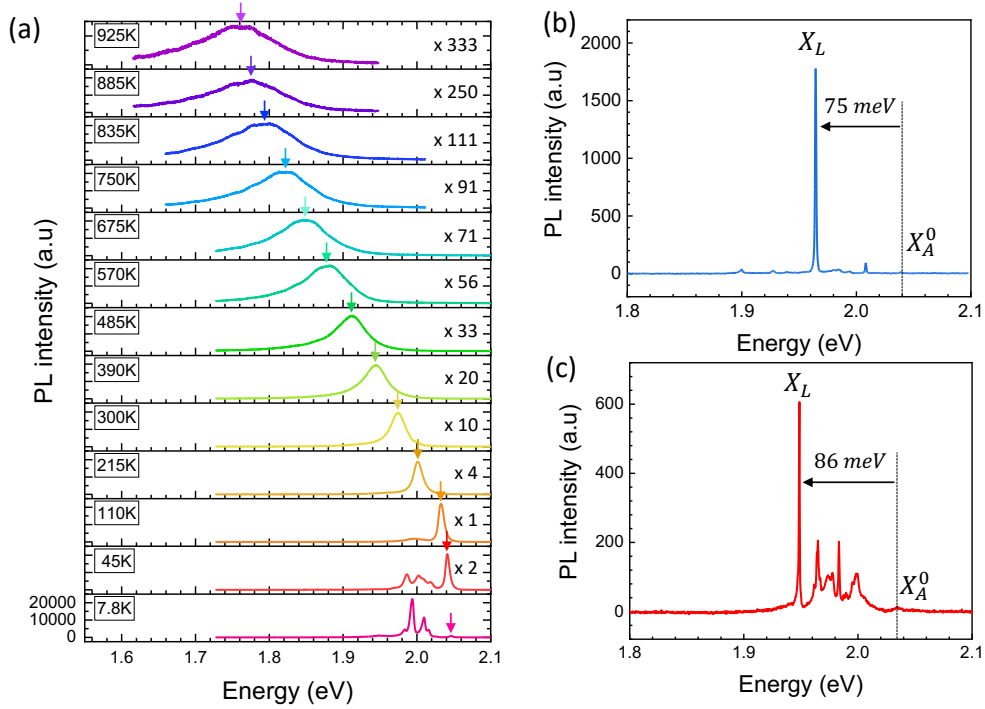 (a)
PL intensity (a.u)
925K
x 333
885K
x 250
835K
x 111
750K
x 91
675K
x 71
570K
x 56
485K
x 33
390K
x 20
300K
x 10
215K
x 4
110K
x 1
45K
x 2
20000
0
7.8K
1.6 1.7 1.8 1.9 2.0 2.1
Energy (eV)
(b)
PL intensity (a.u)
2000
1500
1000
500
0
X_L
75 meV
X_A^0
1.8 1.9 2.0 2.1
Energy (eV)
(c)
PL intensity (a.u)
600
400
200
0
X_L
86 meV
X_A^0
1.8 1.9 2.0 2.1
Energy (eV)